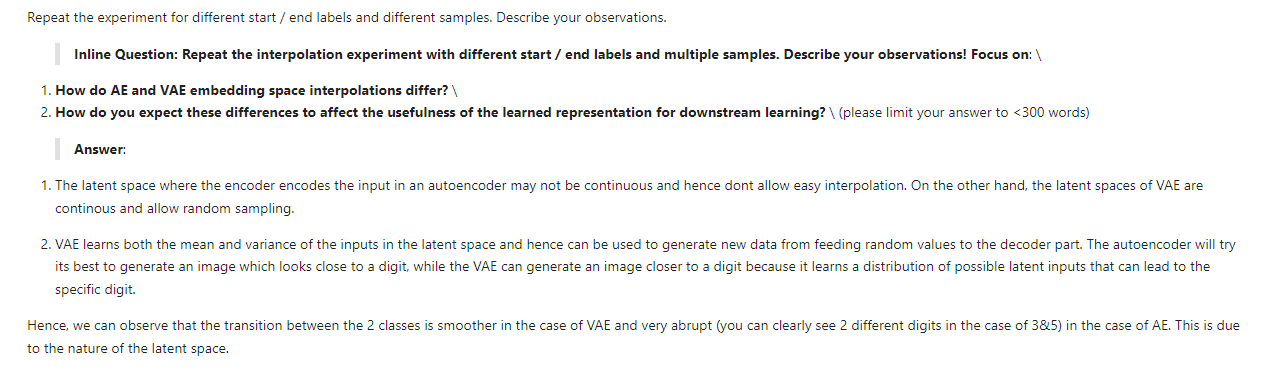 Repeat the experiment for different start / end labels and different samples. Describe your observations.
Inline Question: Repeat the interpolation experiment with different start / end labels and multiple samples. Describe your observations! Focus on: \
1. How do AE and VAE embedding space interpolations differ? \
2. How do you expect these differences to affect the usefulness of the learned representation for downstream learning? \ (please limit your answer to <300 words)
Answer:
1. The latent space where the encoder encodes the input in an autoencoder may not be continuous and hence dont allow easy interpolation. On the other hand, the latent spaces of VAE are
continous and allow random sampling.
2. VAE learns both the mean and variance of the inputs in the latent space and hence can be used to generate new data from feeding random values to the decoder part. The autoencoder will try
its best to generate an image which looks close to a digit, while the VAE can generate an image closer to a digit because it learns a distribution of possible latent inputs that can lead to the
specific digit.
Hence, we can observe that the transition between the 2 classes is smoother in the case of VAE and very abrupt (you can clearly see 2 different digits in the case of 3&5) in the case of AE. This is due
to the nature of the latent space.